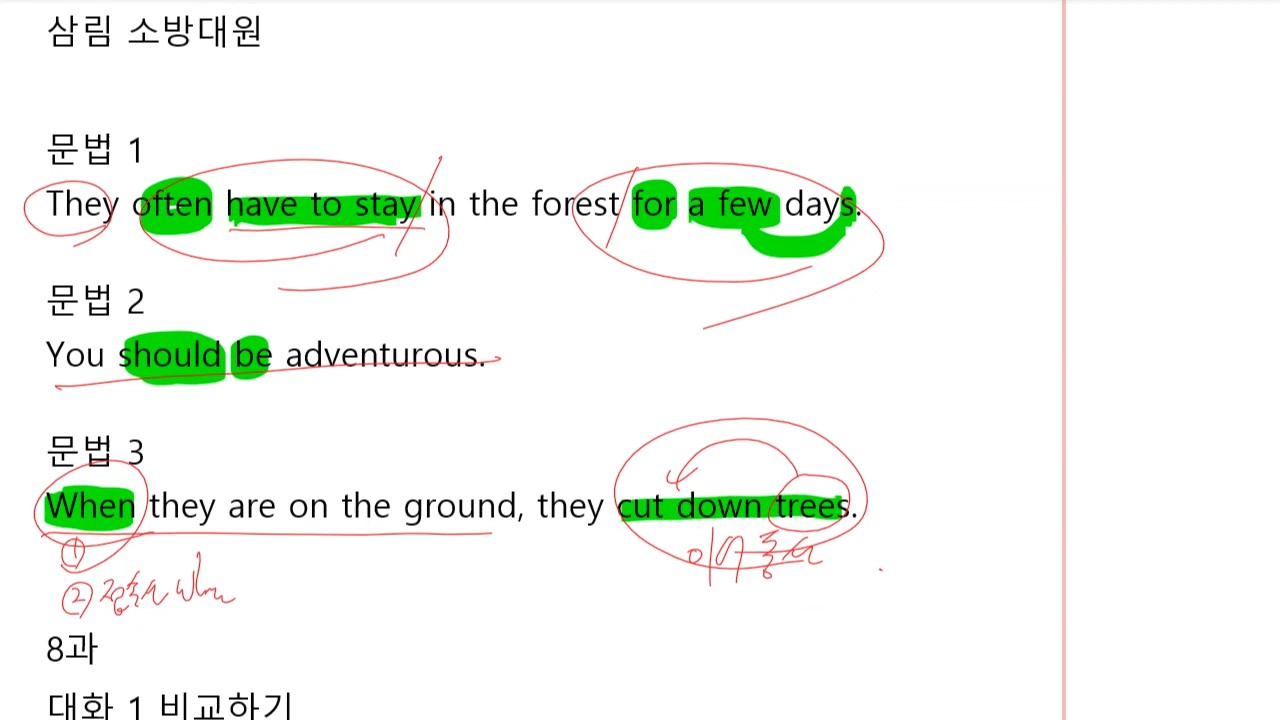 삼림 소방대원
문법 1
They often have to stay in the forest for a few days.
문법 2
You should be adventurous.
문법 3
When they are on the ground, they cut down trees.
① 이어동사
② 접속사 when
8과
대화 1 비교하기